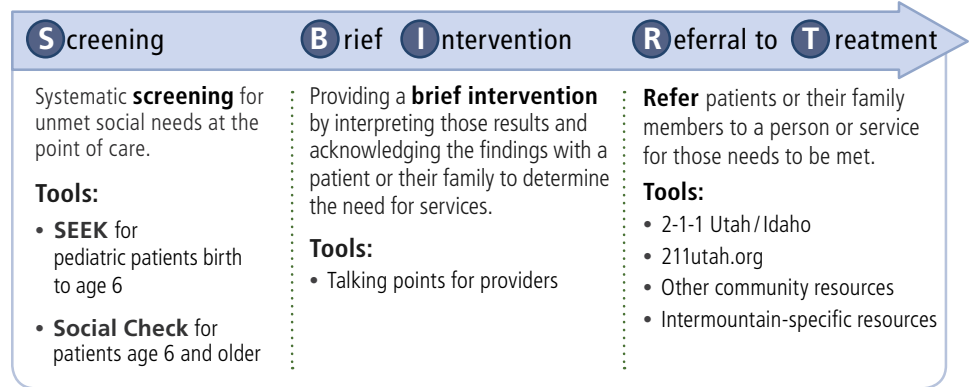 Screening
Brief Intervention
Referral to Treatment
Systematic screening for
unmet social needs at the
point of care.
Tools:
• SEEK for
pediatric patients birth
to age 6
• Social Check for
patients age 6 and older
Providing a brief intervention
by interpreting those results and
acknowledging the findings with a
patient or their family to determine
the need for services.
Tools:
• Talking points for providers
Refer patients or their family
members to a person or service
for those needs to be met.
Tools:
• 2-1-1 Utah/Idaho
• 211utah.org
• Other community resources
• Intermountain-specific resources